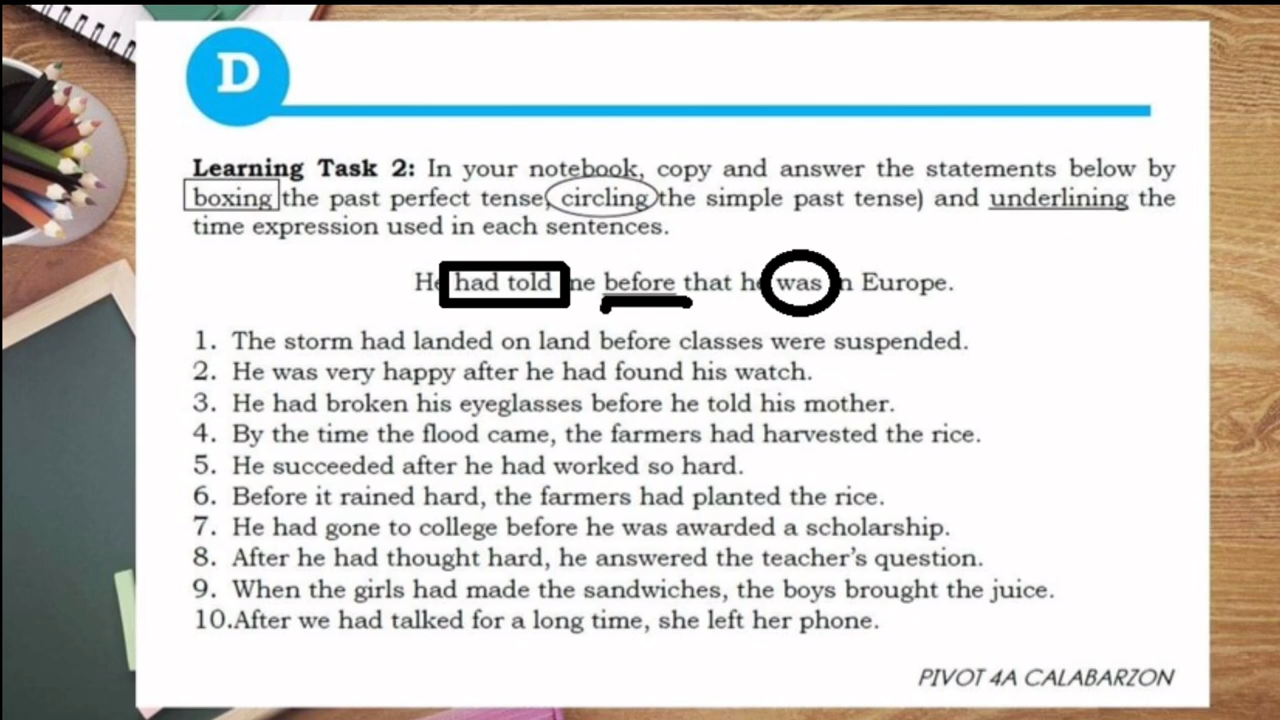 D
Learning Task 2: In your notebook, copy and answer the statements below by
boxing the past perfect tense, circling the simple past tense) and underlining the
time expression used in each sentences.
He had told me before that he was in Europe.
1. The storm had landed on land before classes were suspended.
2. He was very happy after he had found his watch.
3. He had broken his eyeglasses before he told his mother.
4. By the time the flood came, the farmers had harvested the rice.
5. He succeeded after he had worked so hard.
6. Before it rained hard, the farmers had planted the rice.
7. He had gone to college before he was awarded a scholarship.
8. After he had thought hard, he answered the teacher's question.
9. When the girls had made the sandwiches, the boys brought the juice.
10.After we had talked for a long time, she left her phone.
PIVOT 4A CALABARZON